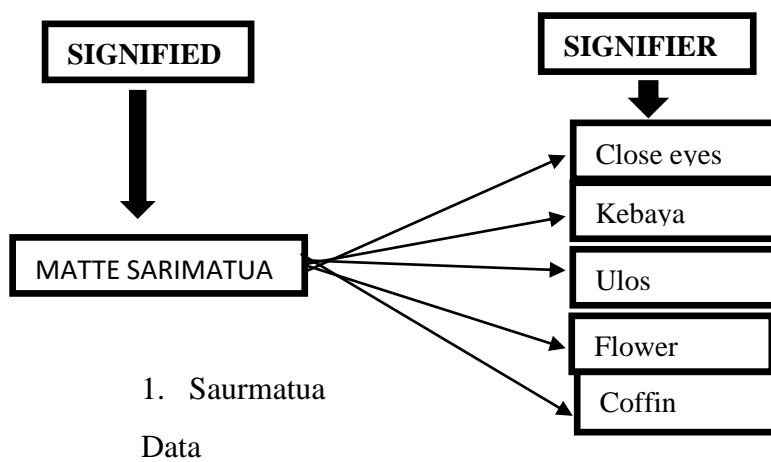 SIGNIFIED
SIGNIFIER
Close eyes
Kebaya
MATTE SARIMATUA
Ulos
Flower
Coffin
1. Saurmatua
Data